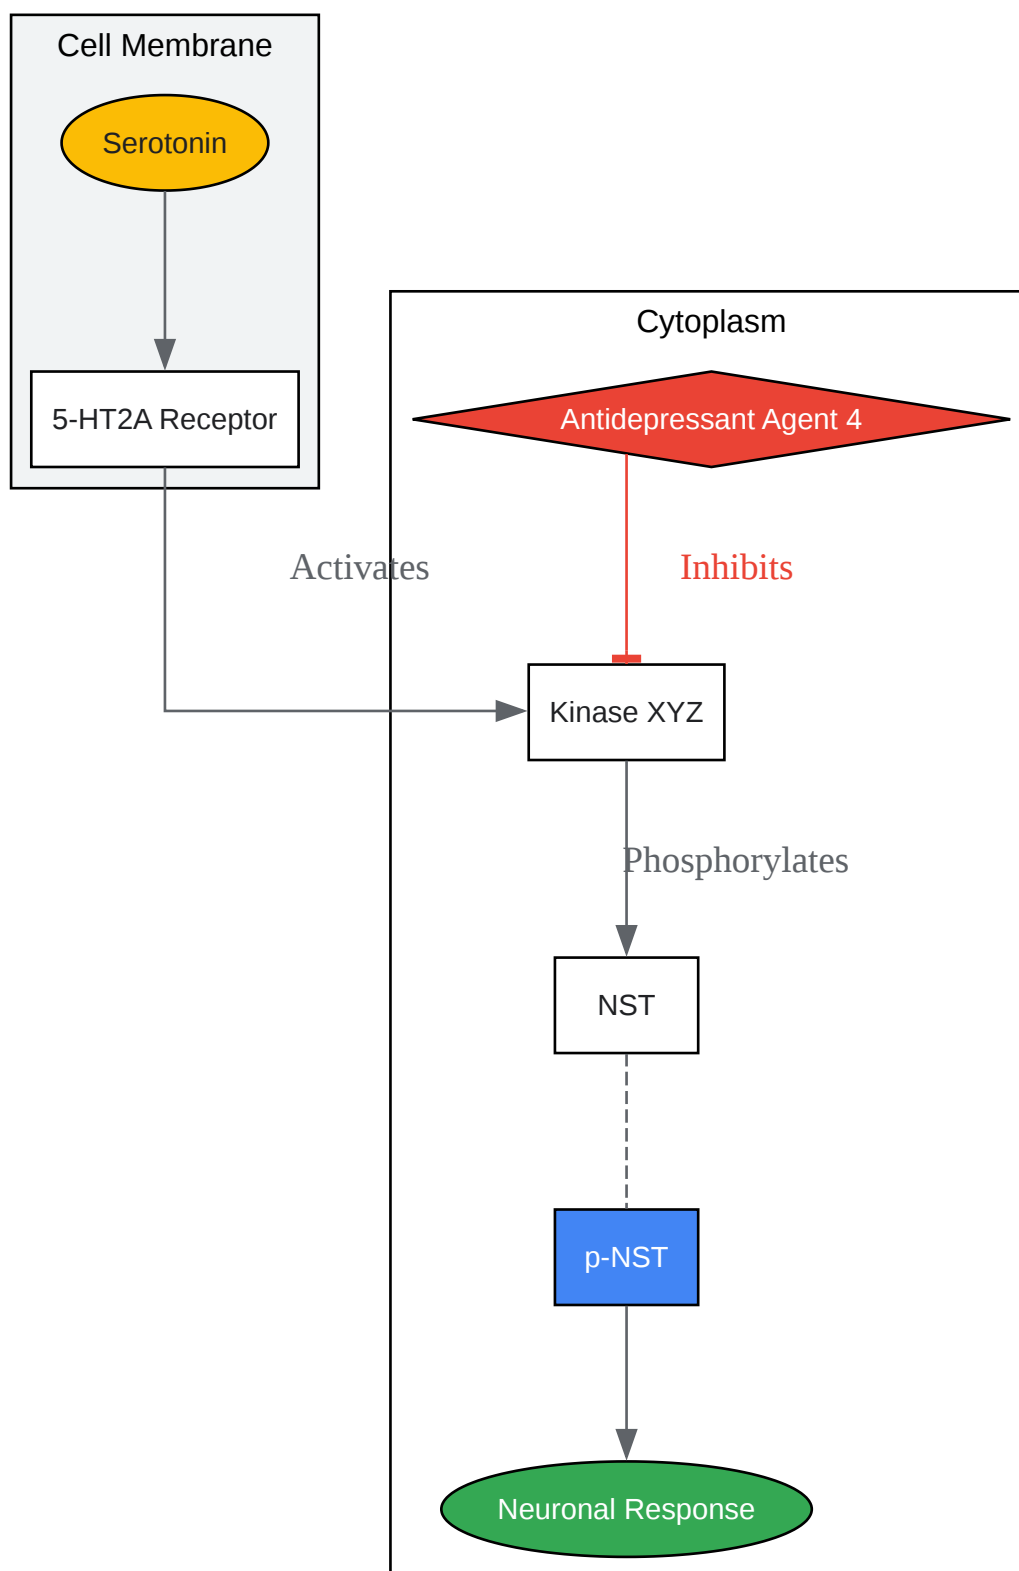 Cell Membrane
Serotonin
5-HT2A Receptor
Cytoplasm
Antidepressant Agent 4
Activates
Inhibits
Kinase XYZ
Phosphorylates
NST
p-NST
Neuronal Response